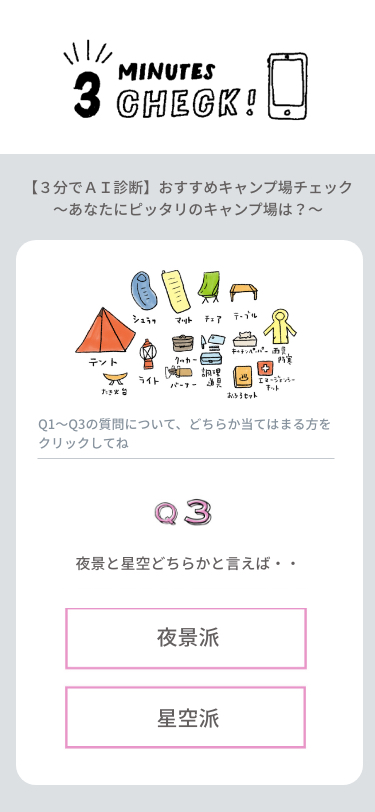 3 MINUTES CHECK!
【３分でＡＩ診断】おすすめキャンプ場チェック
～あなたにピッタリのキャンプ場は？～
シュラフ
マット
チェア
テーブル
テント
ライト
クッカー
キッチンペーパー
雨具
防寒
たき火台
バーナー
調理
道具
エマージェンシー
キット
おふろセット
Q1～Q3の質問について、どちらか当てはまる方を
クリックしてね
Q3
夜景と星空どちらかと言えば・・
夜景派
星空派